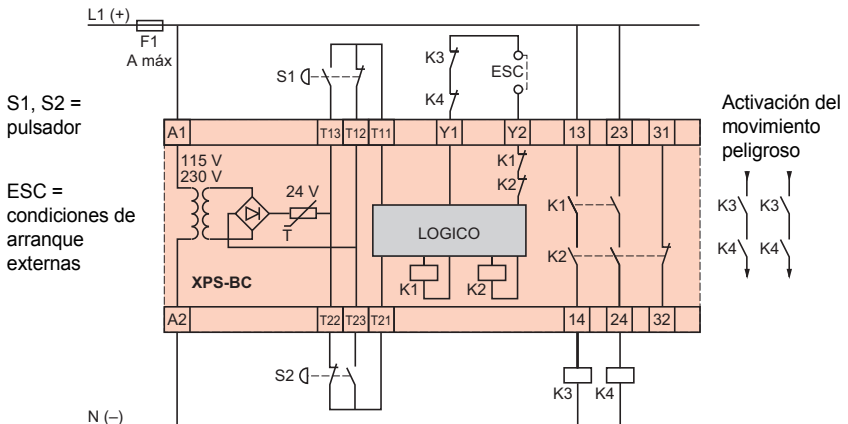 L1 (+)
F1
A máx
S1
K3
K4
ESC
S1, S2 =
pulsador
ESC =
condiciones de
arranque
externas
A1
T13
T12
T11
Y1
Y2
13
23
31
115 V
230 V
24 V
T
K1
K2
LOGICO
K1
K2
K1
K2
XPS-BC
A2
T22
T23
T21
14
24
32
S2
K3
K4
N (–)
Activación del
movimiento
peligroso
K3
K3
K4
K4